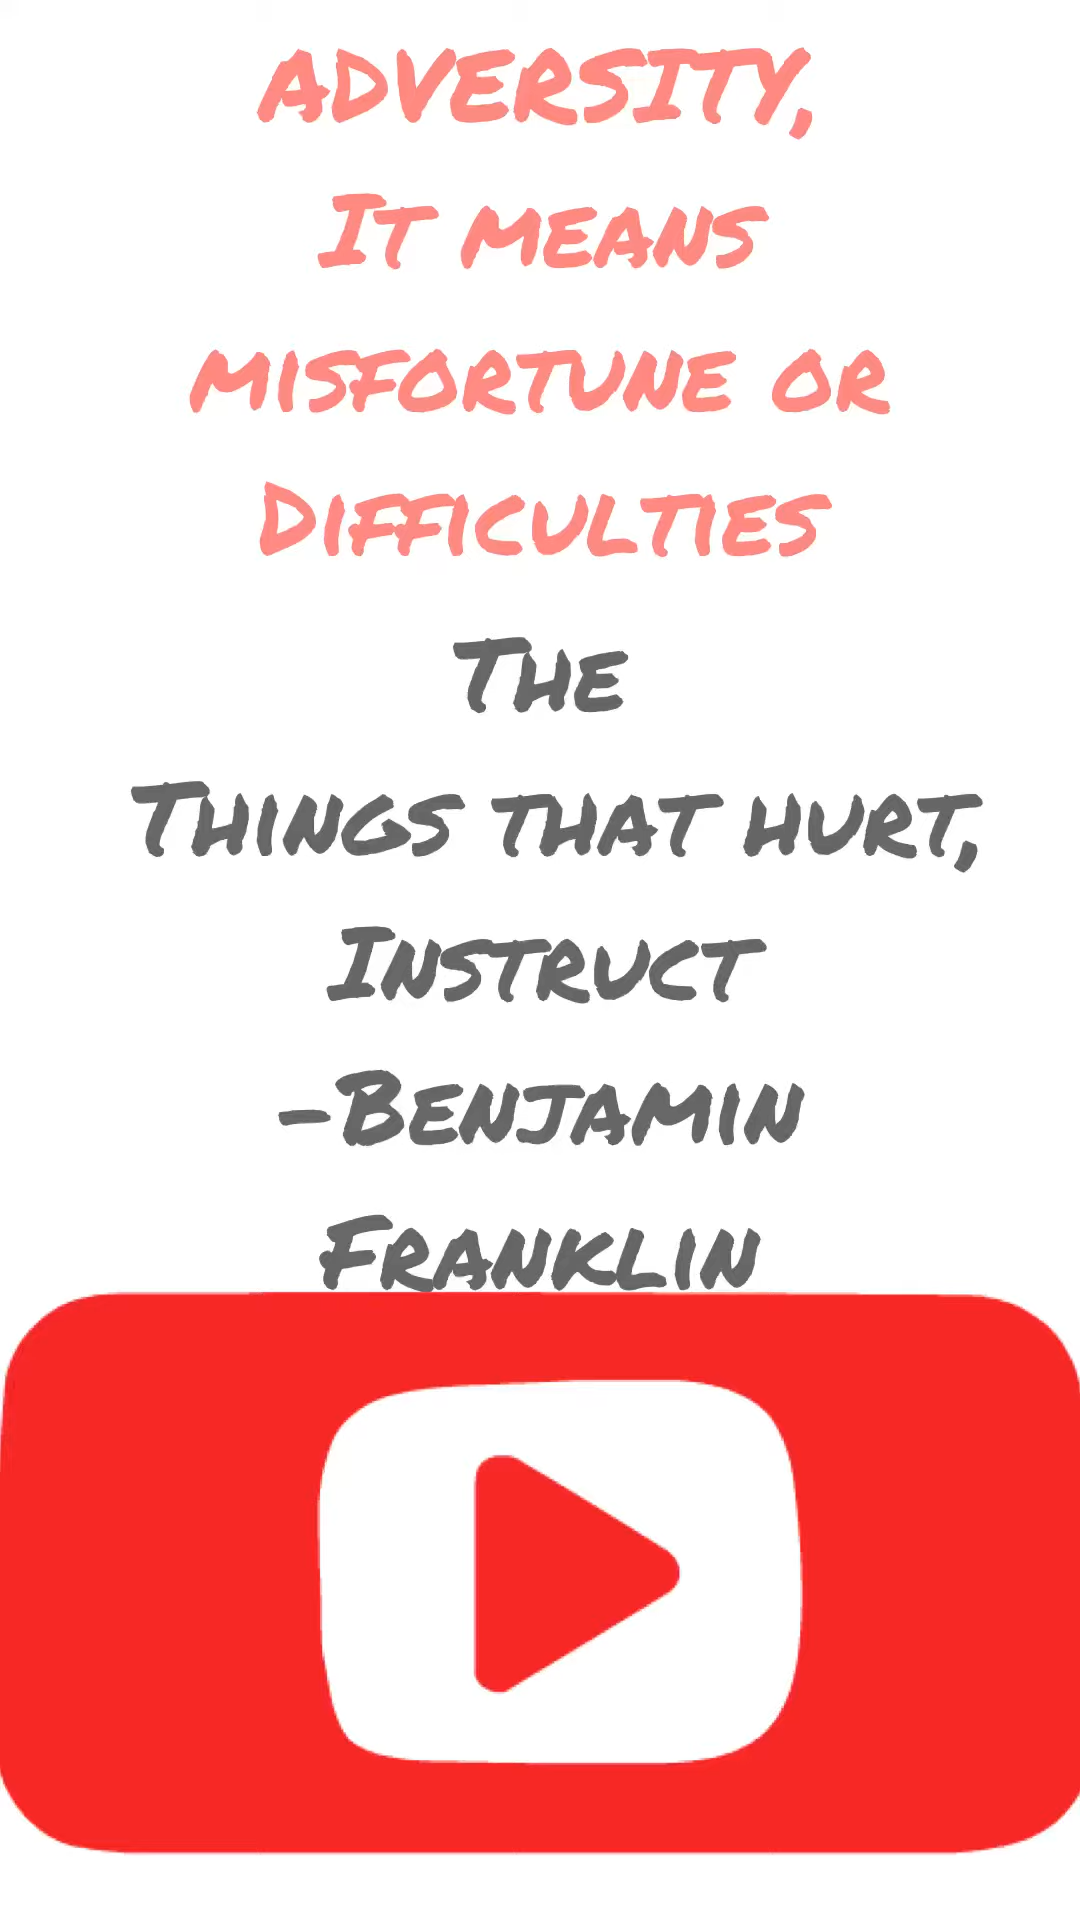 ADVERSITY,
IT MEANS
MISFORTUNE OR
DIFFICULTIES
THE
THINGS THAT HURT,
INSTRUCT
-BENJAMIN
FRANKLIN